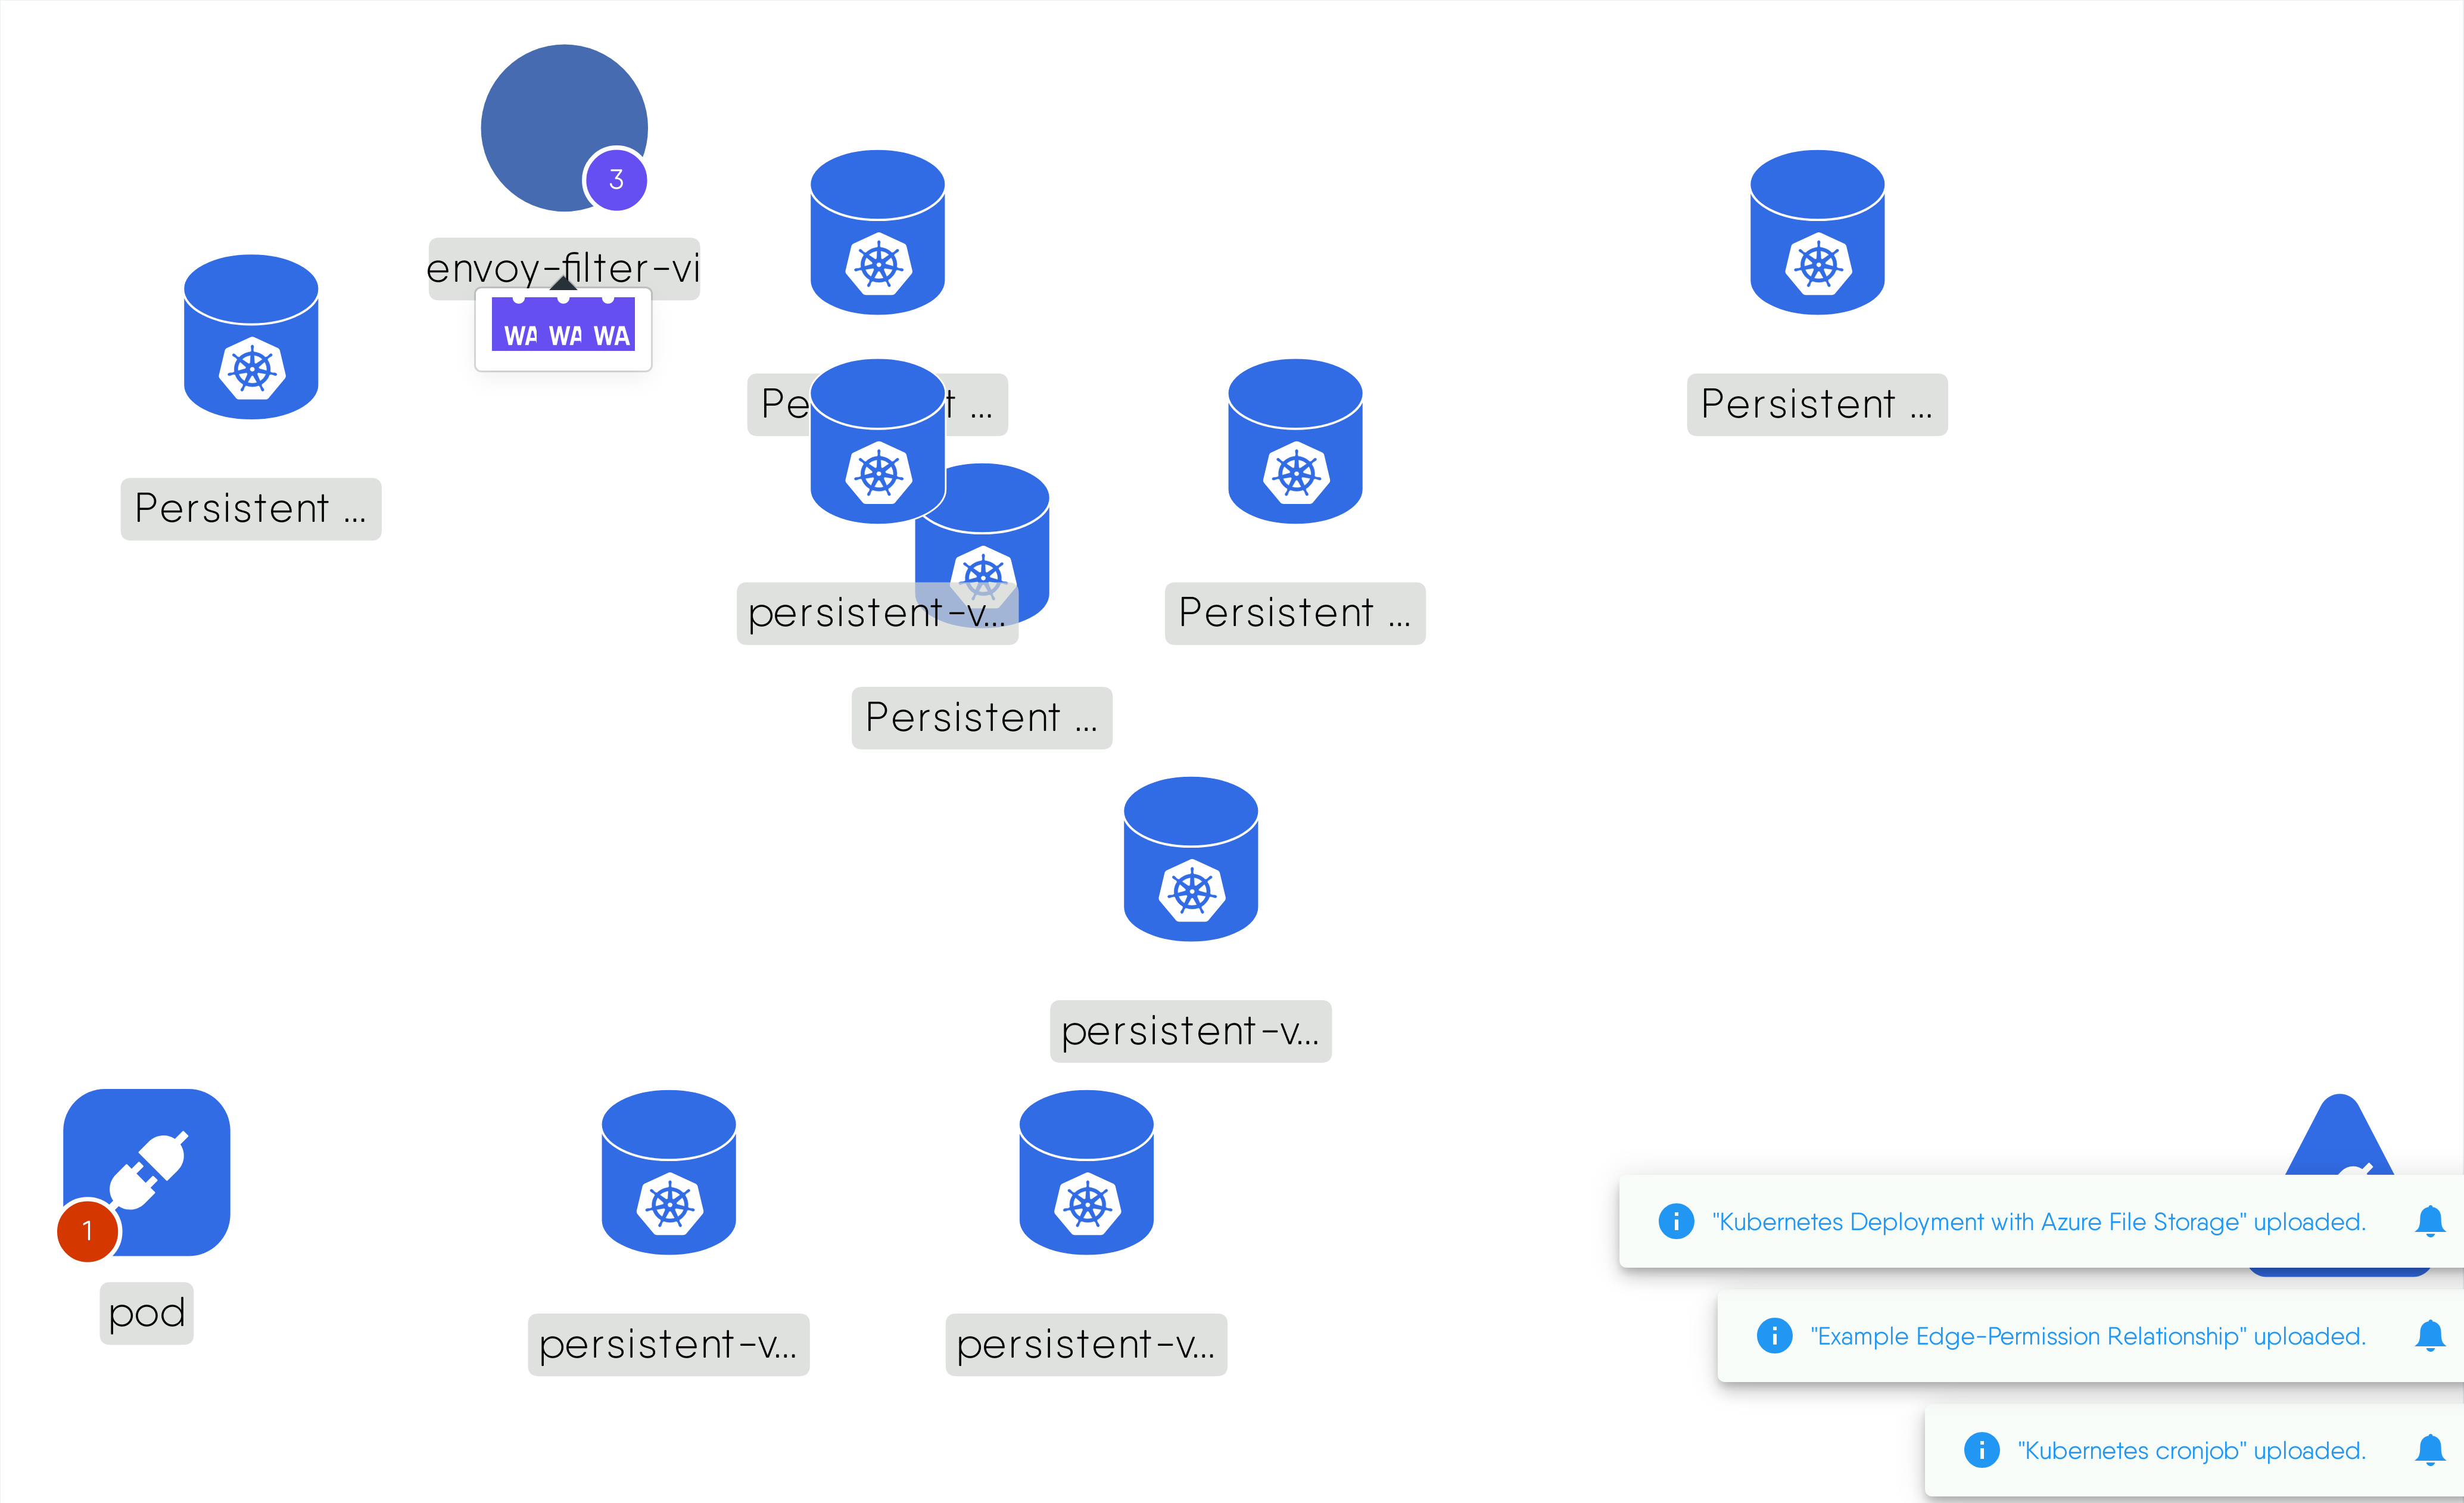 3
envoy-filter-vi
WA WA WA
Pe t ...
Persistent ...
Persistent ...
persistent-v...
Persistent ...
Persistent ...
persistent-v...
1
pod
persistent-v...
persistent-v...
"Kubernetes Deployment with Azure File Storage" uploaded.
"Example Edge-Permission Relationship" uploaded.
"Kubernetes cronjob" uploaded.